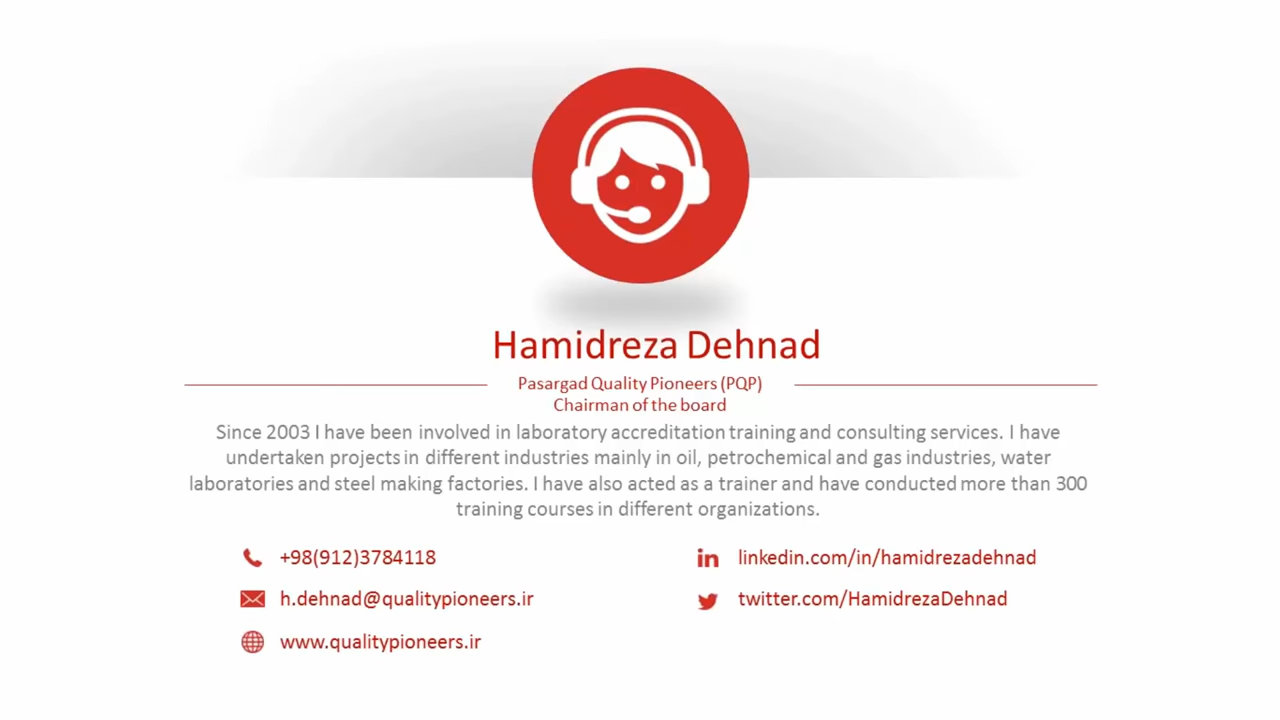 Hamidreza Dehnad
Pasargad Quality Pioneers (PQP)
Chairman of the board
Since 2003 I have been involved in laboratory accreditation training and consulting services. I have
undertaken projects in different industries mainly in oil, petrochemical and gas industries, water
laboratories and steel making factories. I have also acted as a trainer and have conducted more than 300
training courses in different organizations.
+98(912)3784118
linkedin.com/in/hamidrezadehnad
h.dehnad@qualitypioneers.ir
twitter.com/HamidrezaDehnad
www.qualitypioneers.ir